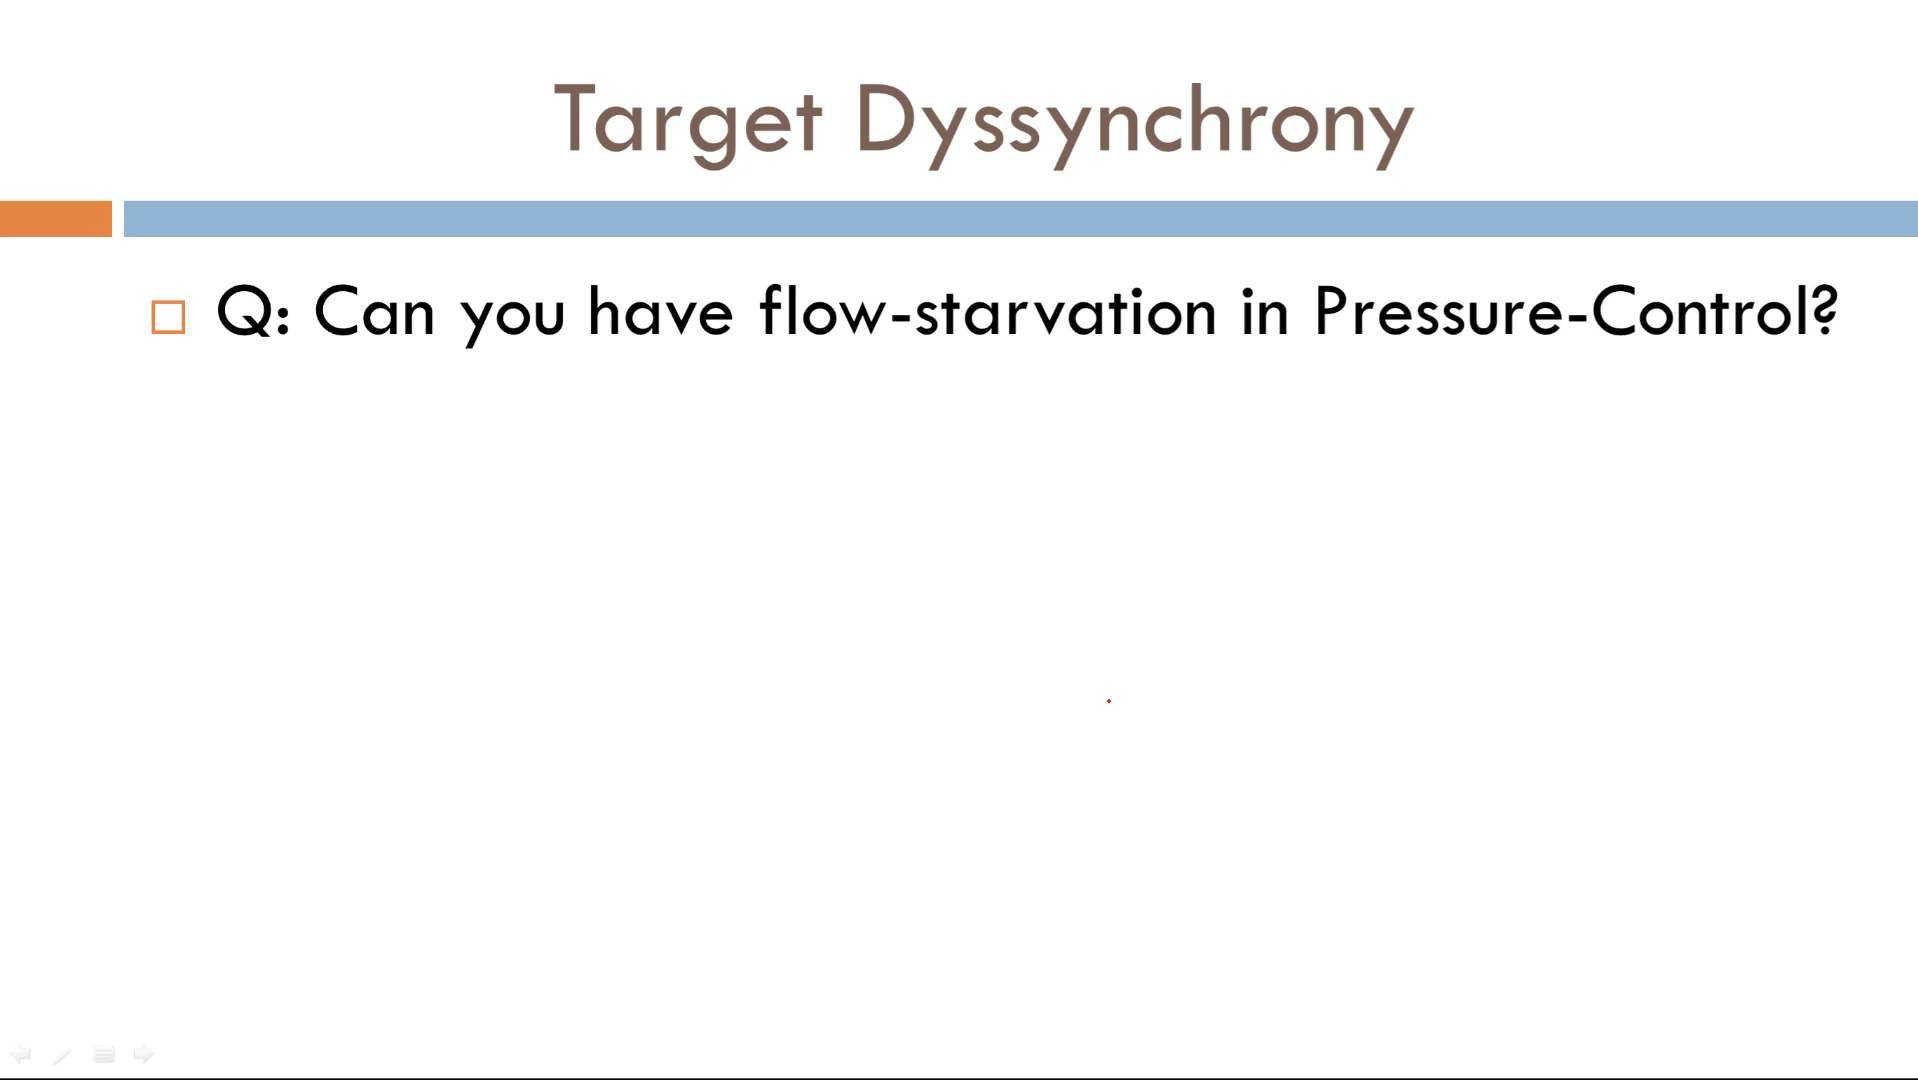 Target Dyssynchrony
Q: Can you have flow-starvation in Pressure-Control?